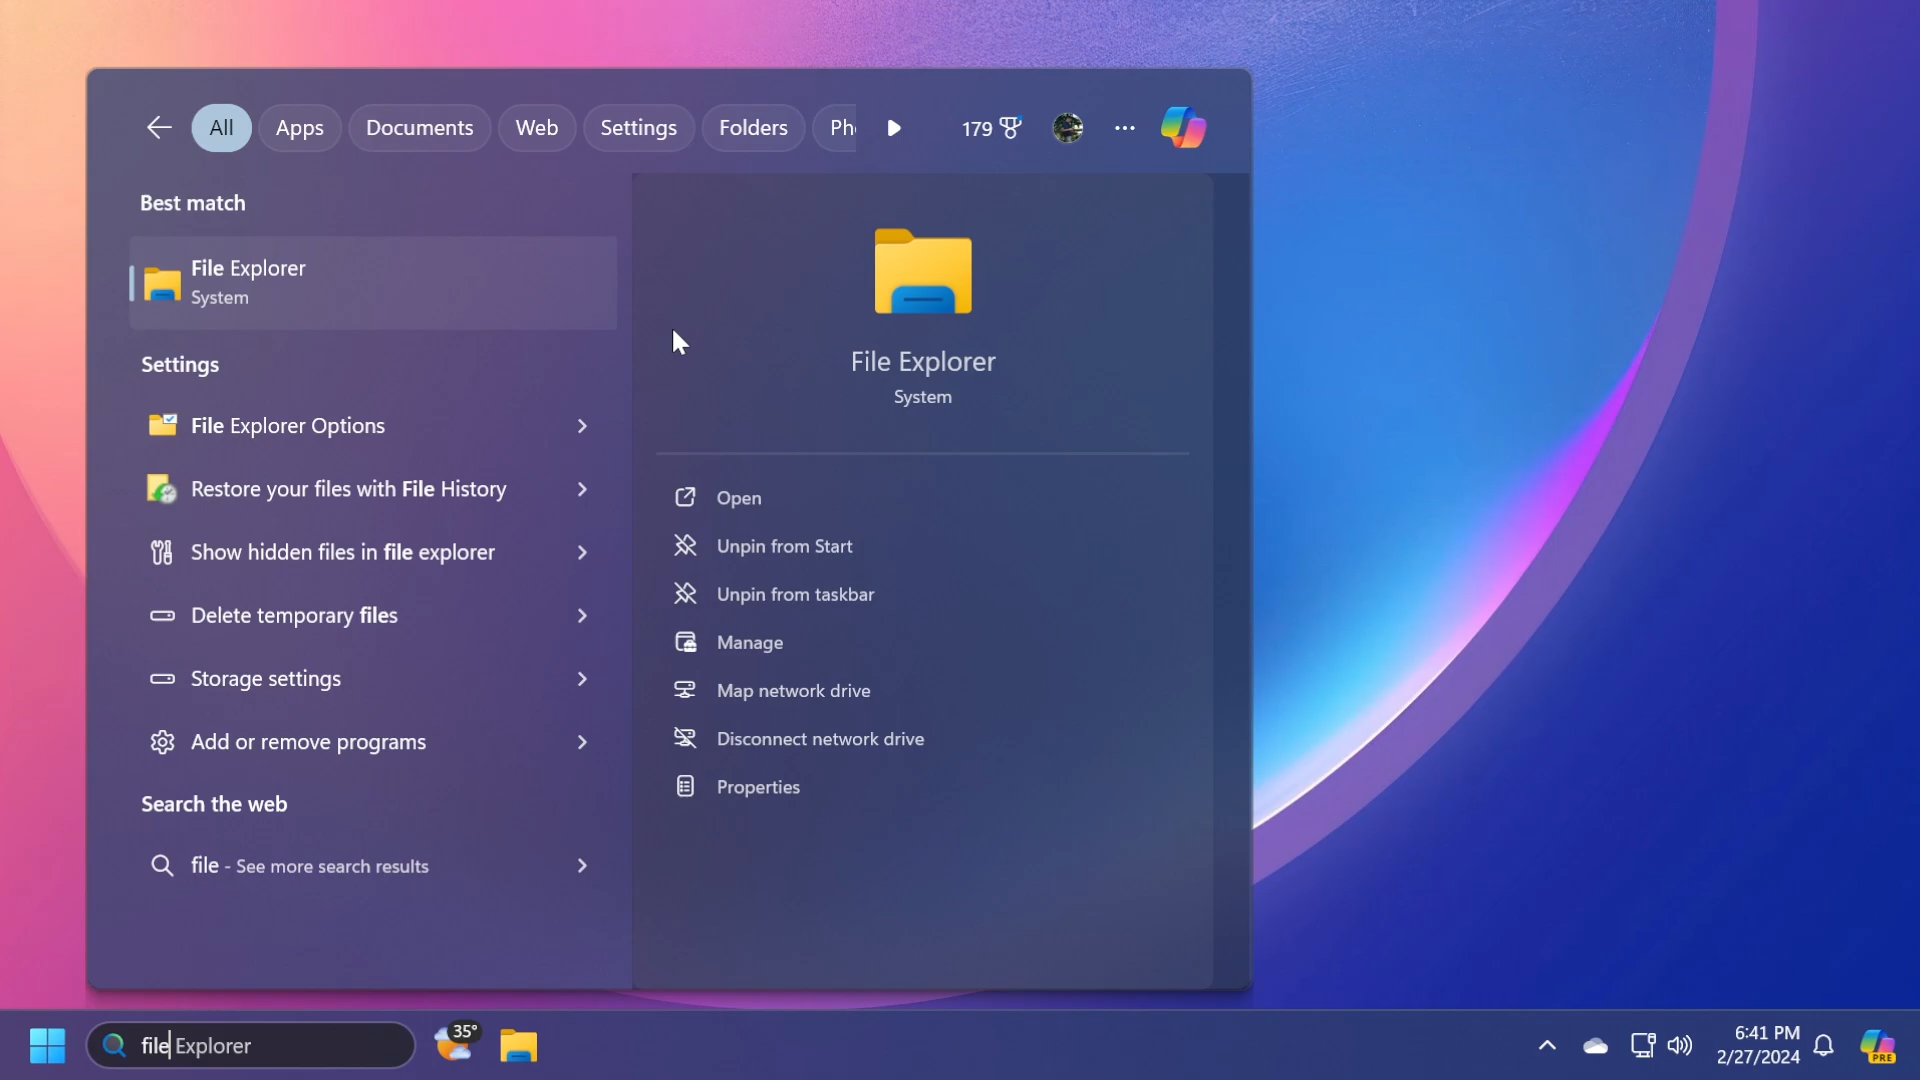 All
Apps
Documents
Web
Settings
Folders
Pho
179
Best match
File Explorer
System
Settings
File Explorer Options
Restore your files with File History
Show hidden files in file explorer
Delete temporary files
Storage settings
Add or remove programs
Search the web
file - See more search results
File Explorer
System
Open
Unpin from Start
Unpin from taskbar
Manage
Map network drive
Disconnect network drive
Properties
file Explorer
35°
6:41 PM
2/27/2024
PRE